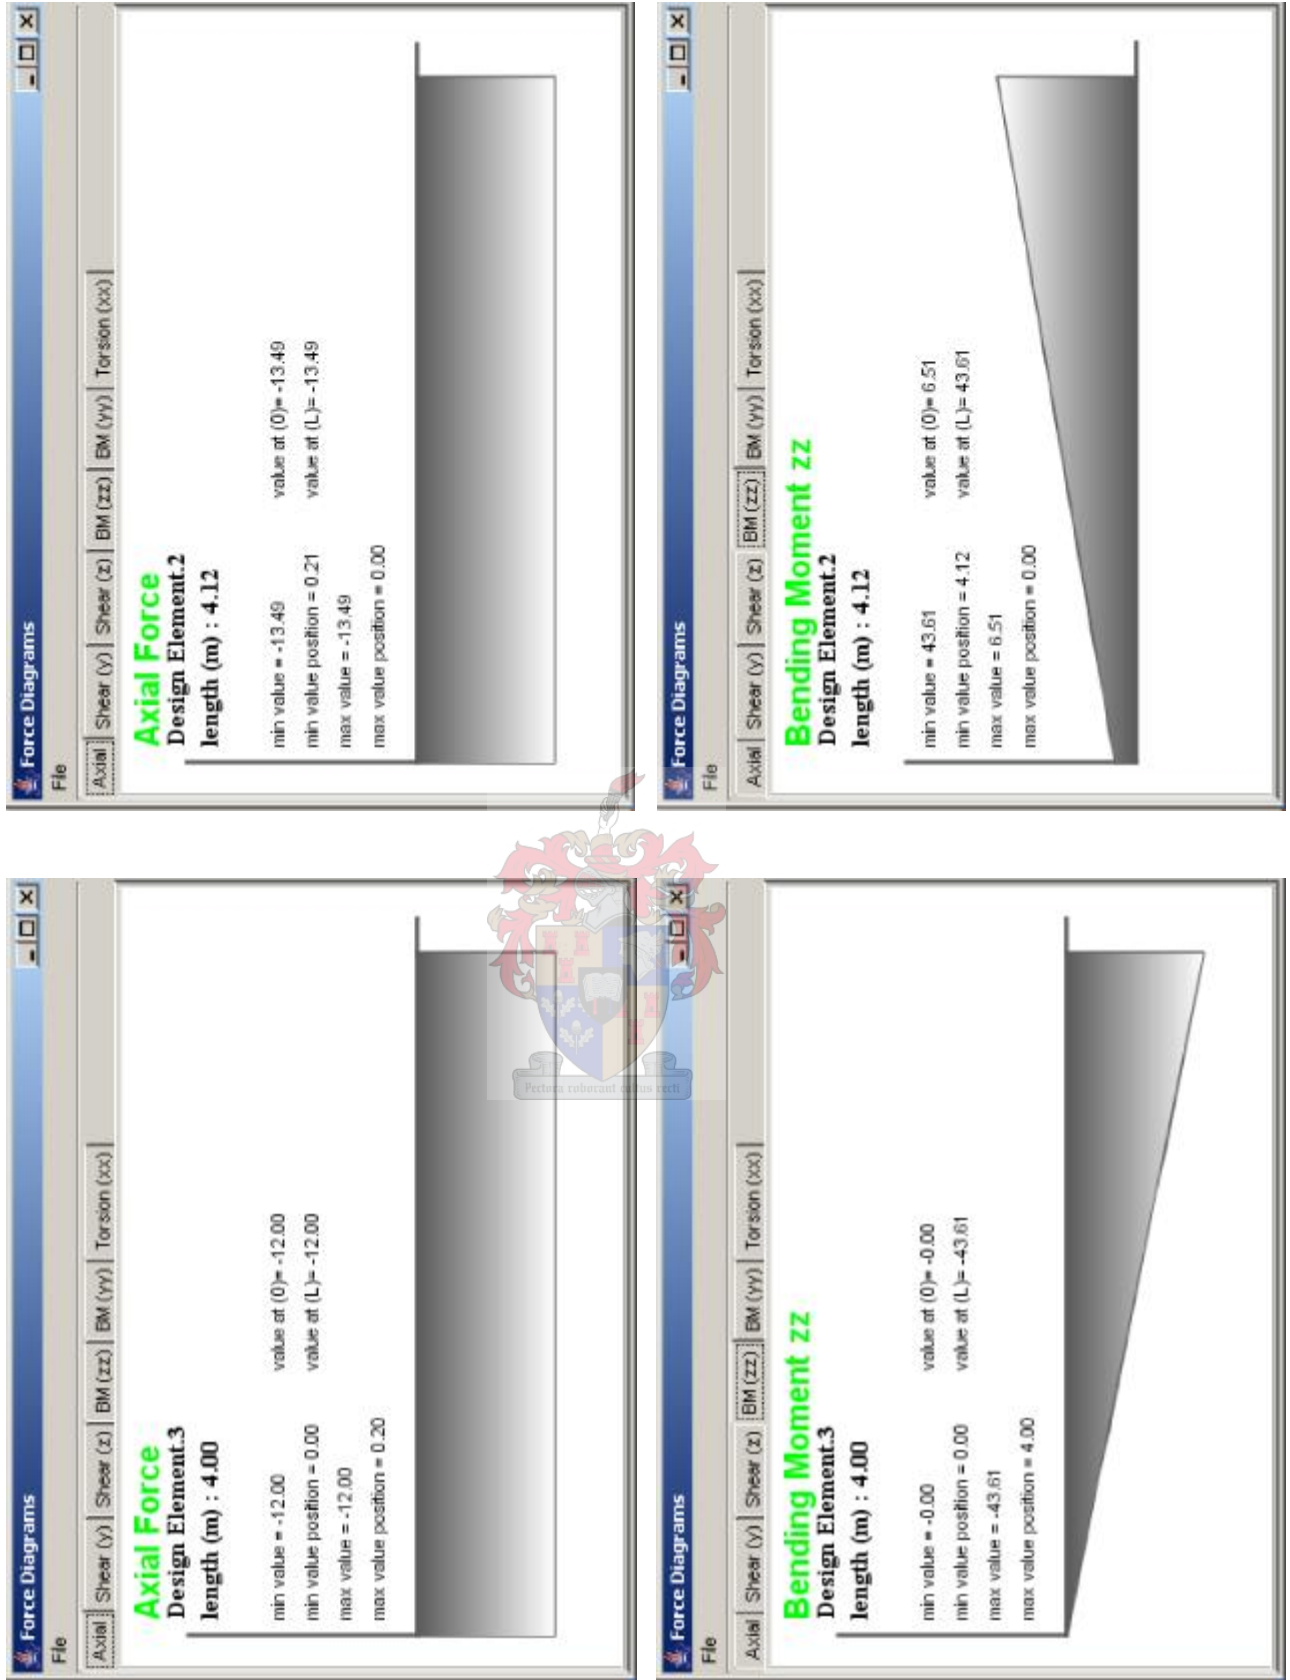 Force Diagrams
File
Axial Shear (y) Shear (z) BM (zz) BM (yy) Torsion (xx)
Axial Force
Design Element.3
length (m) : 4.00
min value = -12.00 value at (0)= -12.00
min value position = 0.00 value at (L)= -12.00
max value = -12.00
max value position = 0.20
Force Diagrams
File
Axial Shear (y) Shear (z) BM (zz) BM (yy) Torsion (xx)
Axial Force
Design Element.2
length (m) : 4.12
min value = -13.49 value at (0)= -13.49
min value position = 0.21 value at (L)= -13.49
max value = -13.49
max value position = 0.00
Force Diagrams
File
Axial Shear (y) Shear (z) BM (zz) BM (yy) Torsion (xx)
Bending Moment zz
Design Element.3
length (m) : 4.00
min value = -0.00 value at (0)= -0.00
min value position = 0.00 value at (L)= -43.61
max value = -43.61
max value position = 4.00
Force Diagrams
File
Axial Shear (y) Shear (z) BM (zz) BM (yy) Torsion (xx)
Bending Moment zz
Design Element.2
length (m) : 4.12
min value = 43.61 value at (0)= 6.51
min value position = 4.12 value at (L)= 43.61
max value = 6.51
max value position = 0.00
Pectora roborant cultus recti